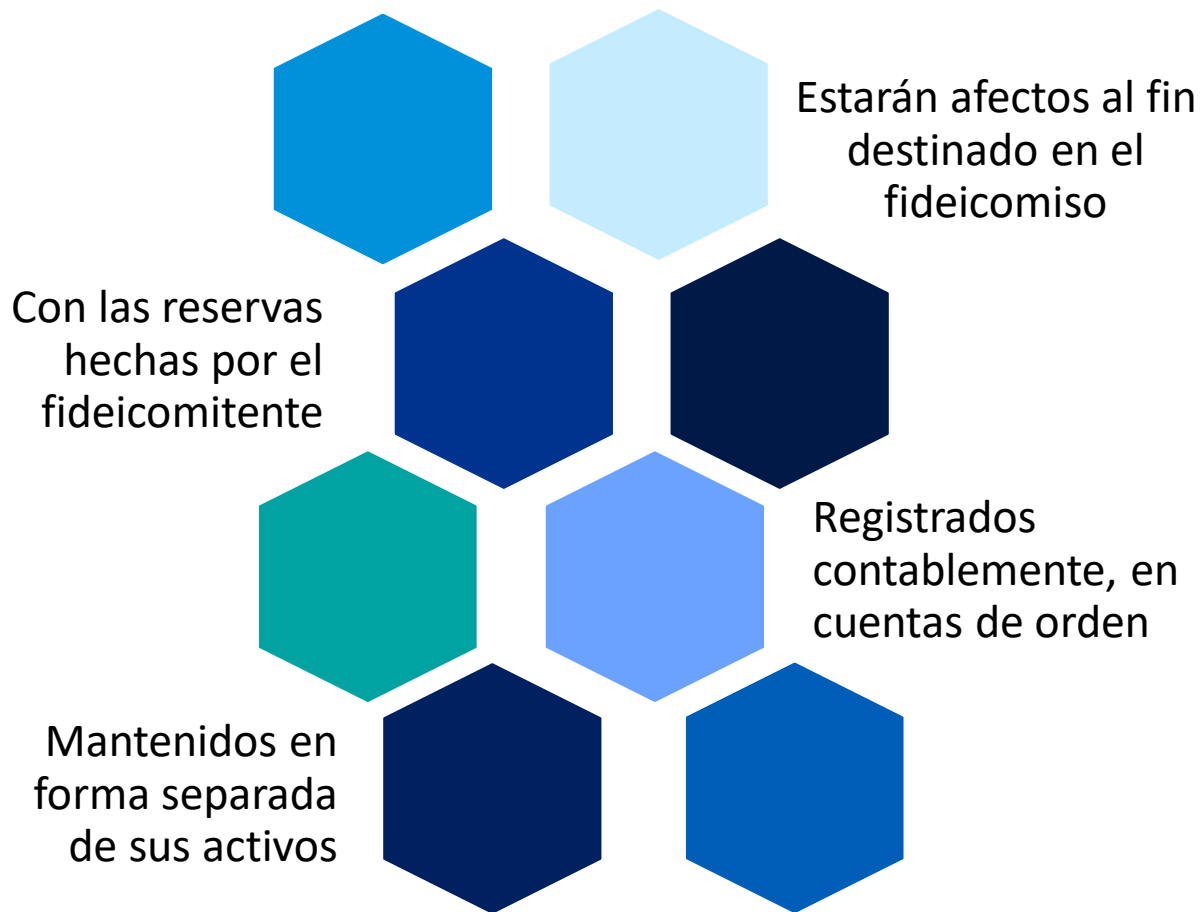 Estarán afectos al fin
destinado en el
fideicomiso
Con las reservas
hechas por el
fideicomitente
Registrados
contablemente, en
cuentas de orden
Mantenidos en
forma separada
de sus activos